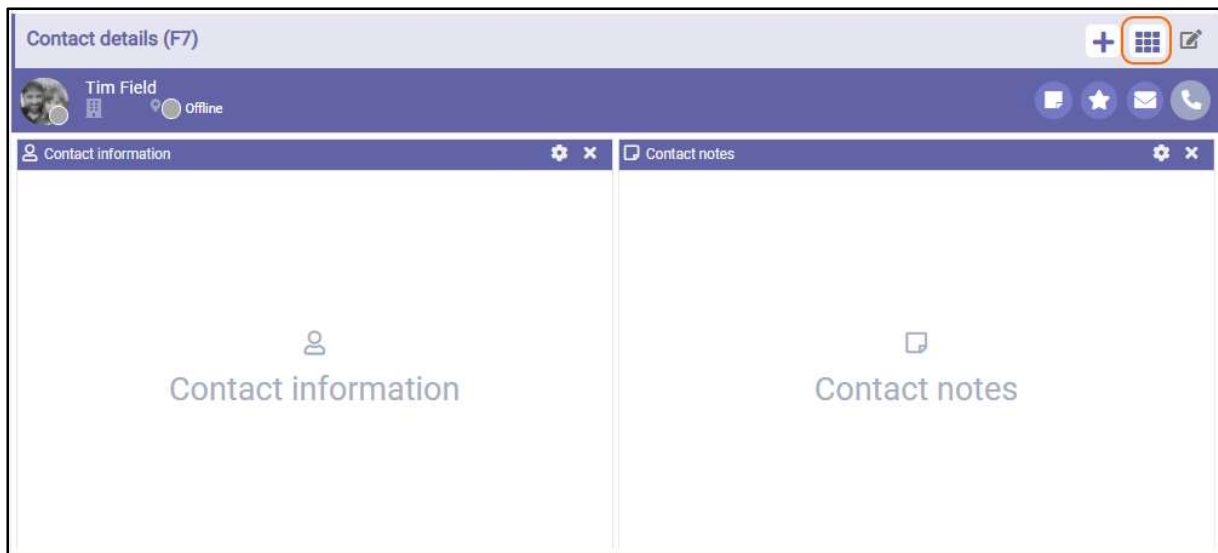 Contact details (F7)
Tim Field
Offline
Contact information
Contact notes
Contact information
Contact notes